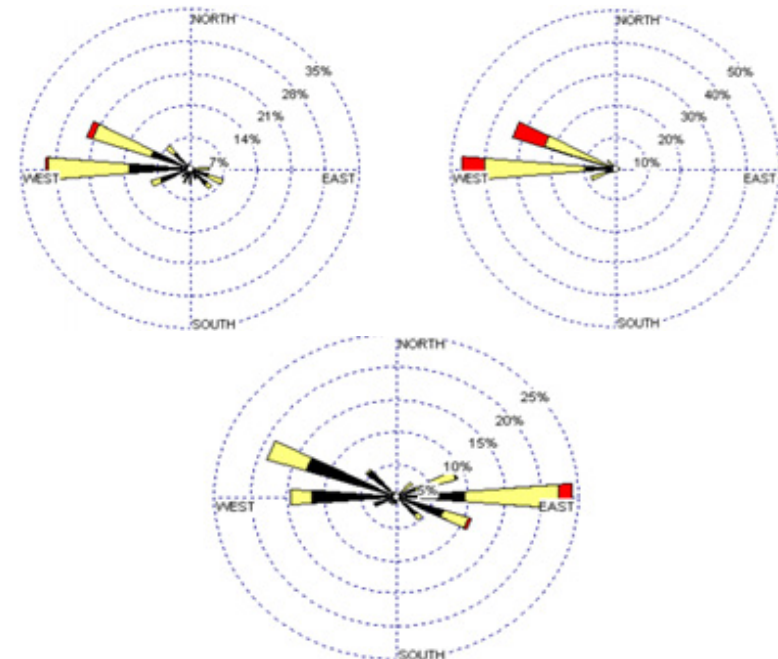 NORTH
35%
28%
21%
14%
7%
WEST
EAST
SOUTH
NORTH
50%
40%
30%
20%
10%
WEST
EAST
SOUTH
NORTH
25%
20%
15%
10%
5%
WEST
EAST
SOUTH